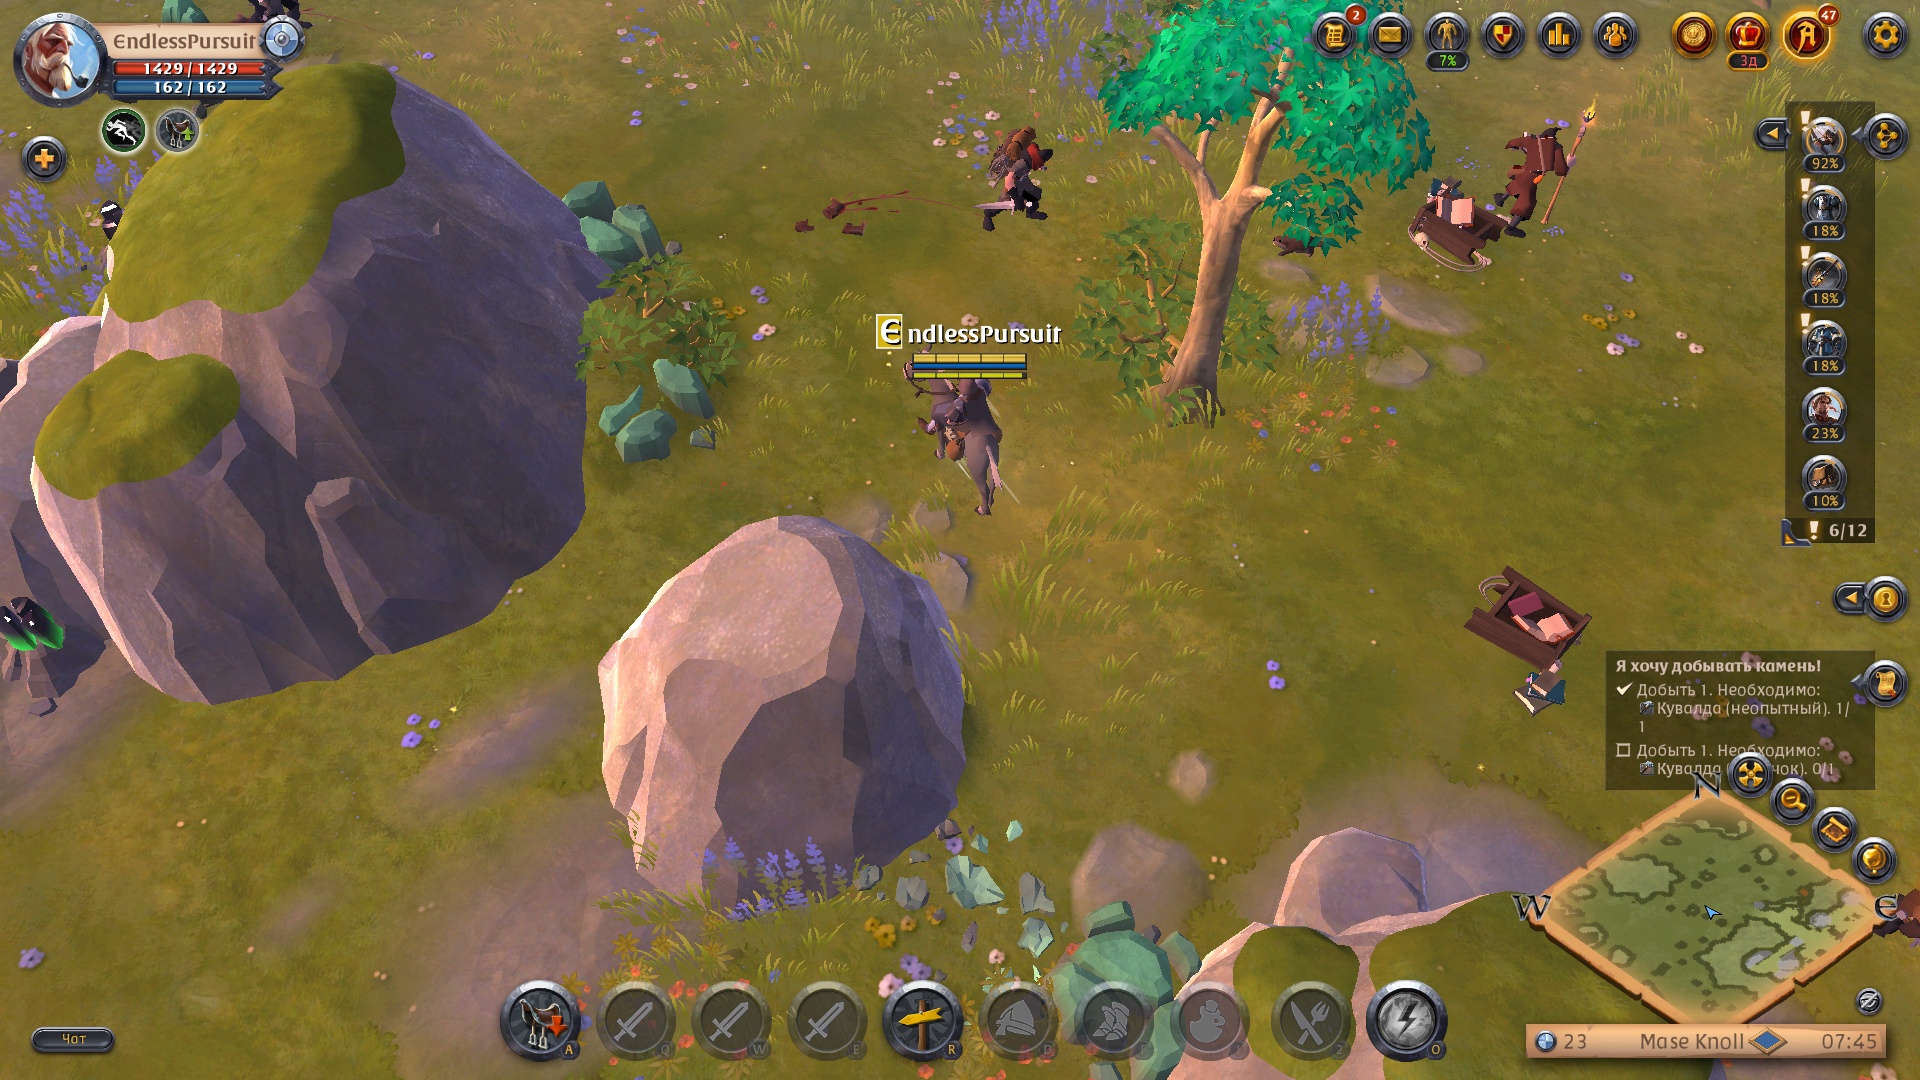 EndlessPursuit
1429 / 1429
162 / 162
2
7%
3д
47
92%
18%
18%
18%
23%
10%
6/12
EndlessPursuit
Я хочу добывать камень!
Добыть 1. Необходимо:
Кувалда (неопытный). 1/
1
Добыть 1. Необходимо:
Кувалда чок). 0/1
N
W
E
Чат
A
Q
W
E
R
D
2
O
23
Mase Knoll
07:45